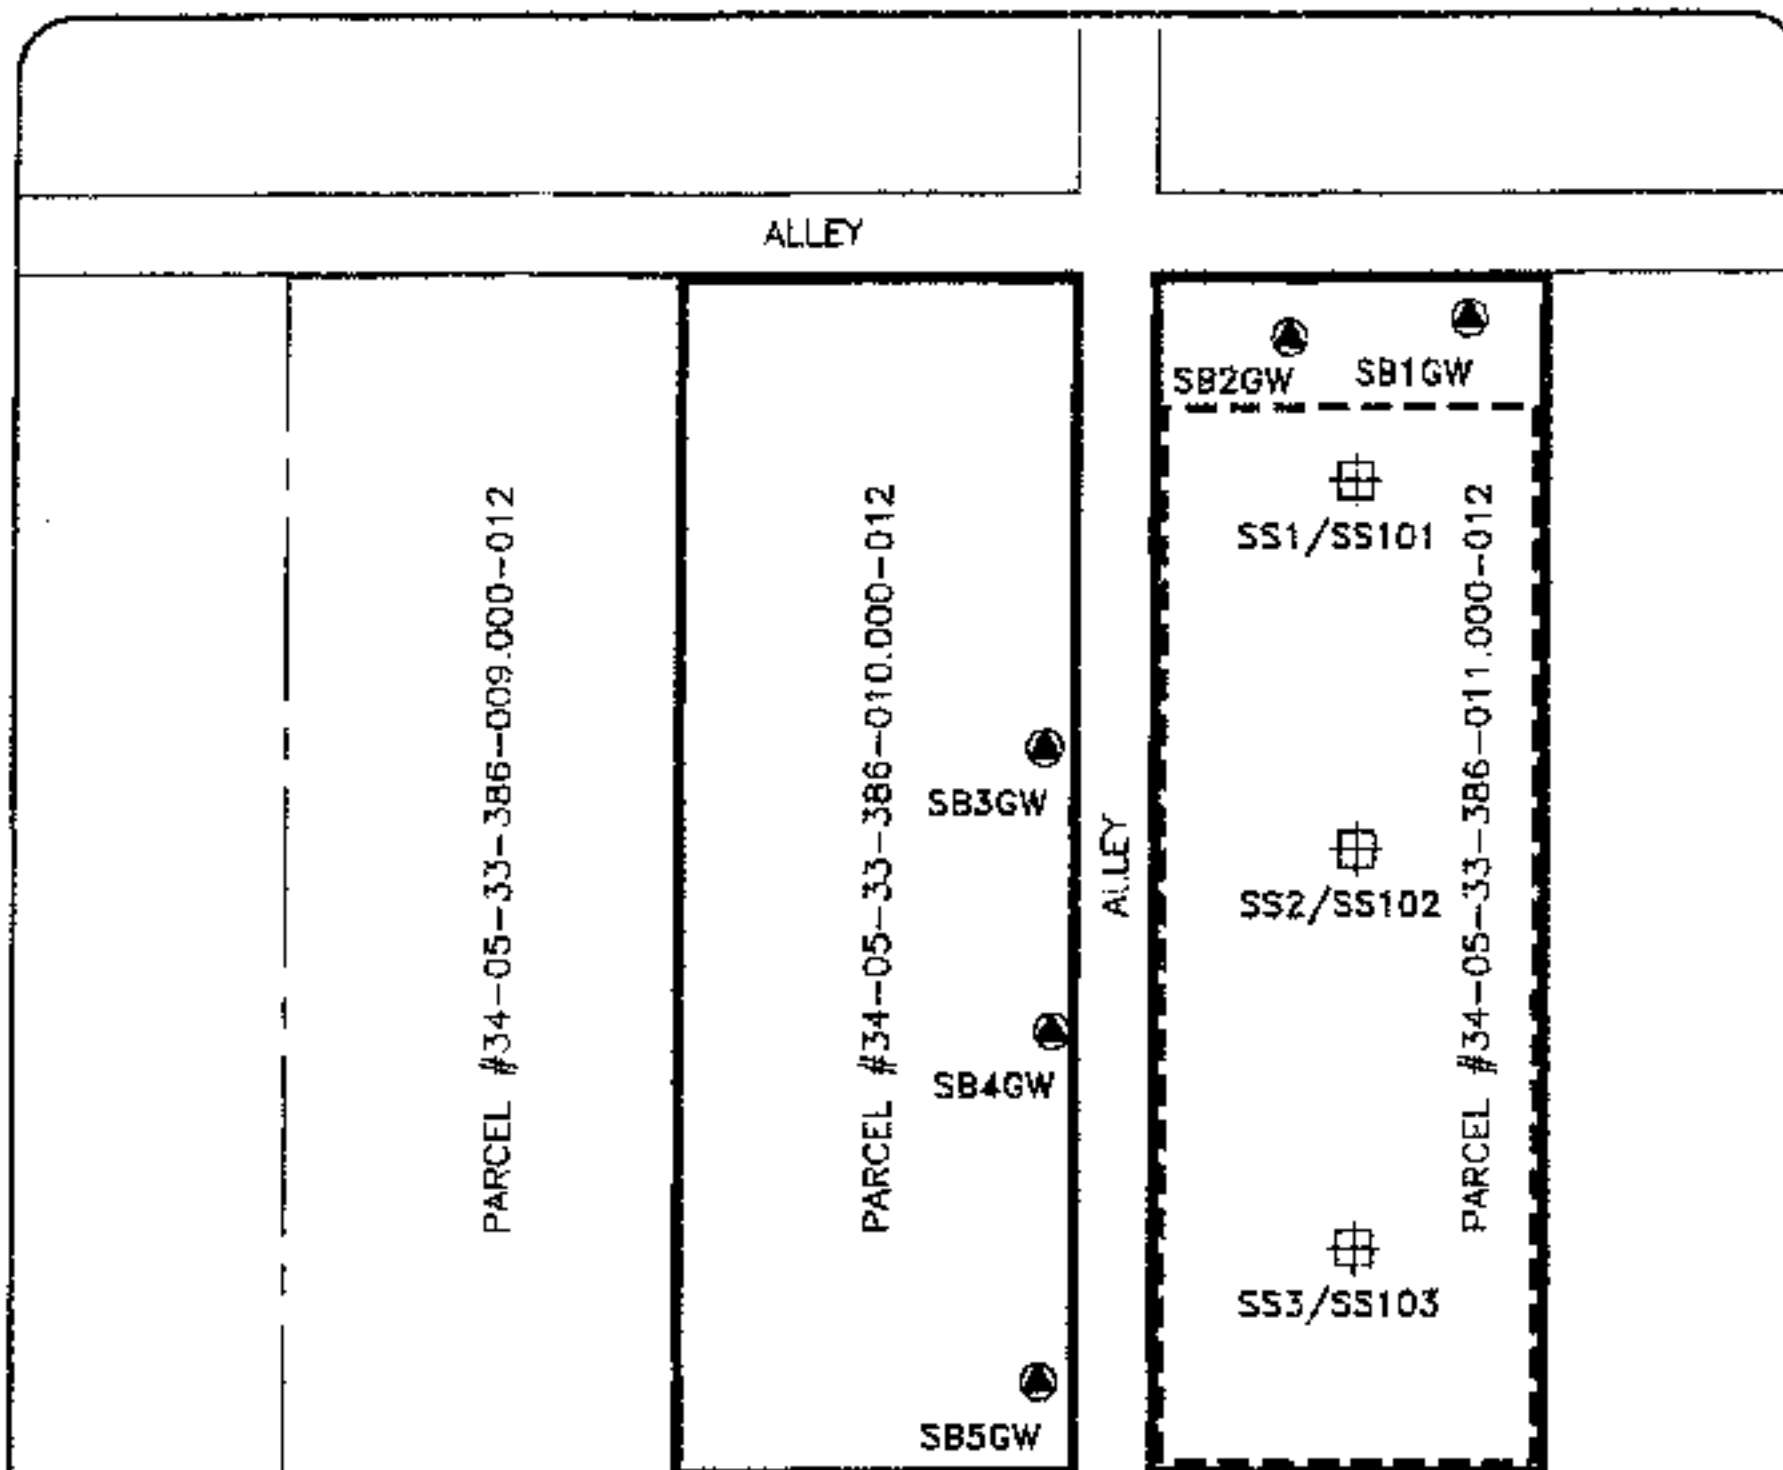 ALLEY
SB2GW
SB1GW
SS1/SS101
PARCEL #34-05-33-386-009.000-012
PARCEL #34-05-33-386-010.000-012
PARCEL #34-05-33-386-011.000-012
SB3GW
ALLEY
SS2/SS102
SB4GW
SS3/SS103
SB5GW